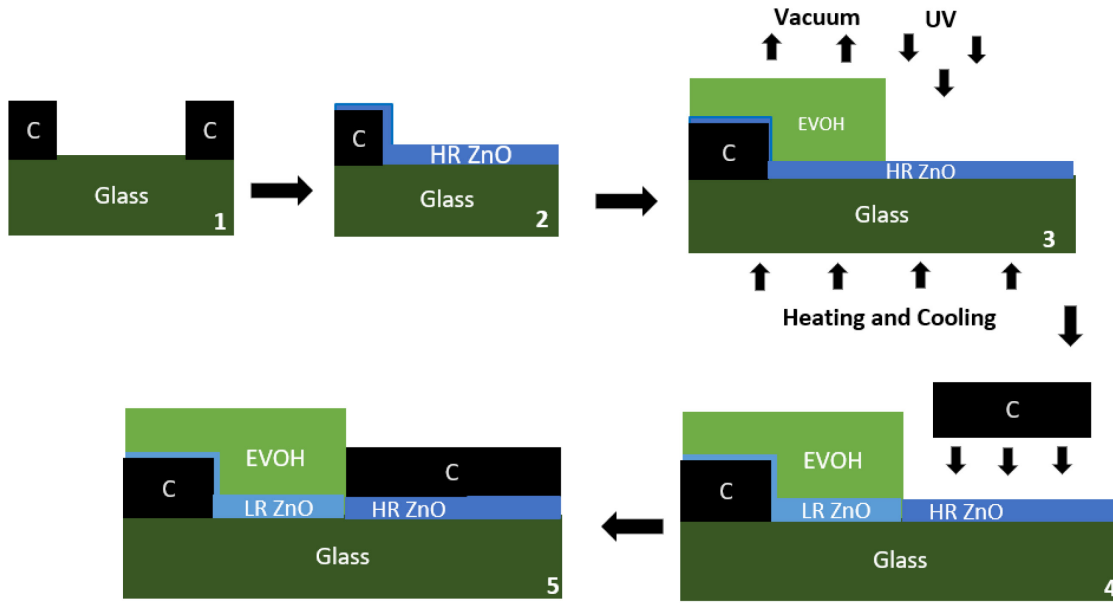 C
C
Glass
1
C
HR ZnO
Glass
2
Vacuum
UV
EVOH
C
HR ZnO
Glass
3
Heating and Cooling
C
EVOH
C
LR ZnO
HR ZnO
Glass
4
EVOH
C
C
LR ZnO
HR ZnO
Glass
5